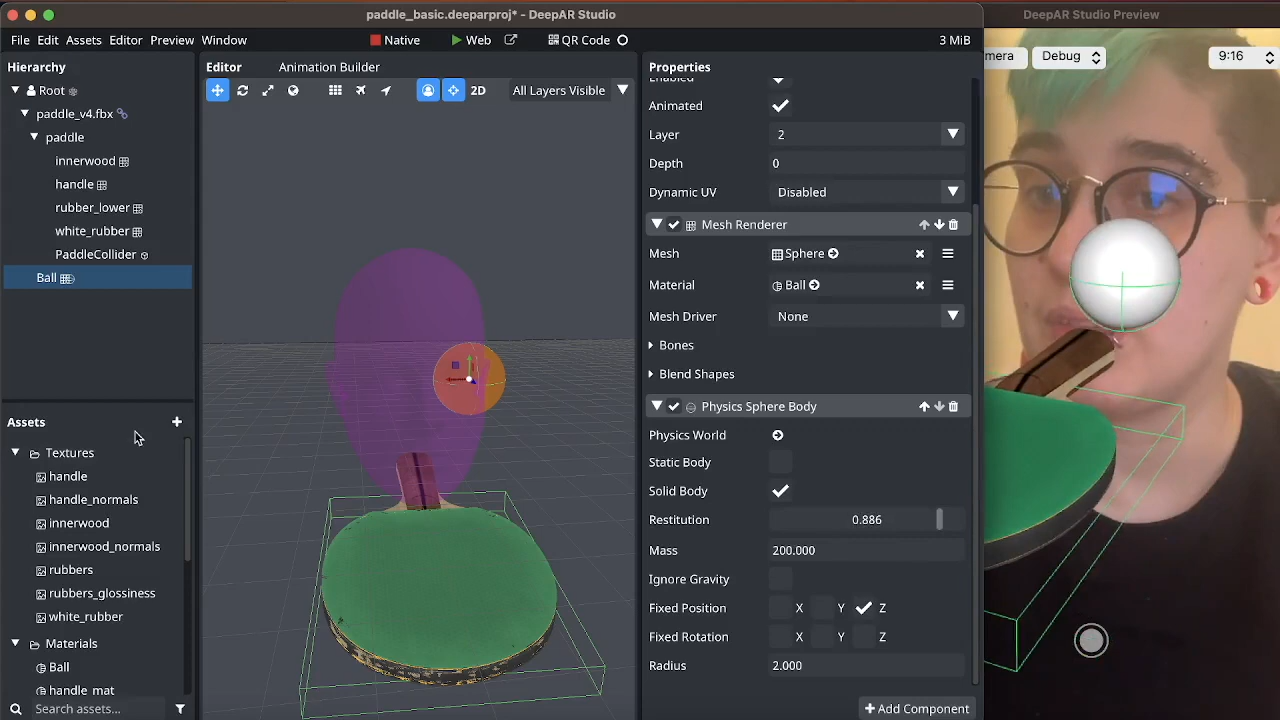 paddle_basic.deeparproj* - DeepAR Studio
DeepAR Studio Preview
File Edit Assets Editor Preview Window
Native
Web
QR Code
3 MiB
mera
Debug
9:16
Hierarchy
Root
paddle_v4.fbx
paddle
innerwood
handle
rubber_lower
white_rubber
PaddleCollider
Ball
Assets
Textures
handle
handle_normals
innerwood
innerwood_normals
rubbers
rubbers_glossiness
white_rubber
Materials
Ball
handle_mat
Search assets...
Editor
Animation Builder
2D
All Layers Visible
Properties
Enabled
Animated
Layer 2
Depth 0
Dynamic UV Disabled
Mesh Renderer
Mesh Sphere
Material Ball
Mesh Driver None
Bones
Blend Shapes
Physics Sphere Body
Physics World
Static Body
Solid Body
Restitution 0.886
Mass 200.000
Ignore Gravity
Fixed Position X Y Z
Fixed Rotation X Y Z
Radius 2.000
Add Component